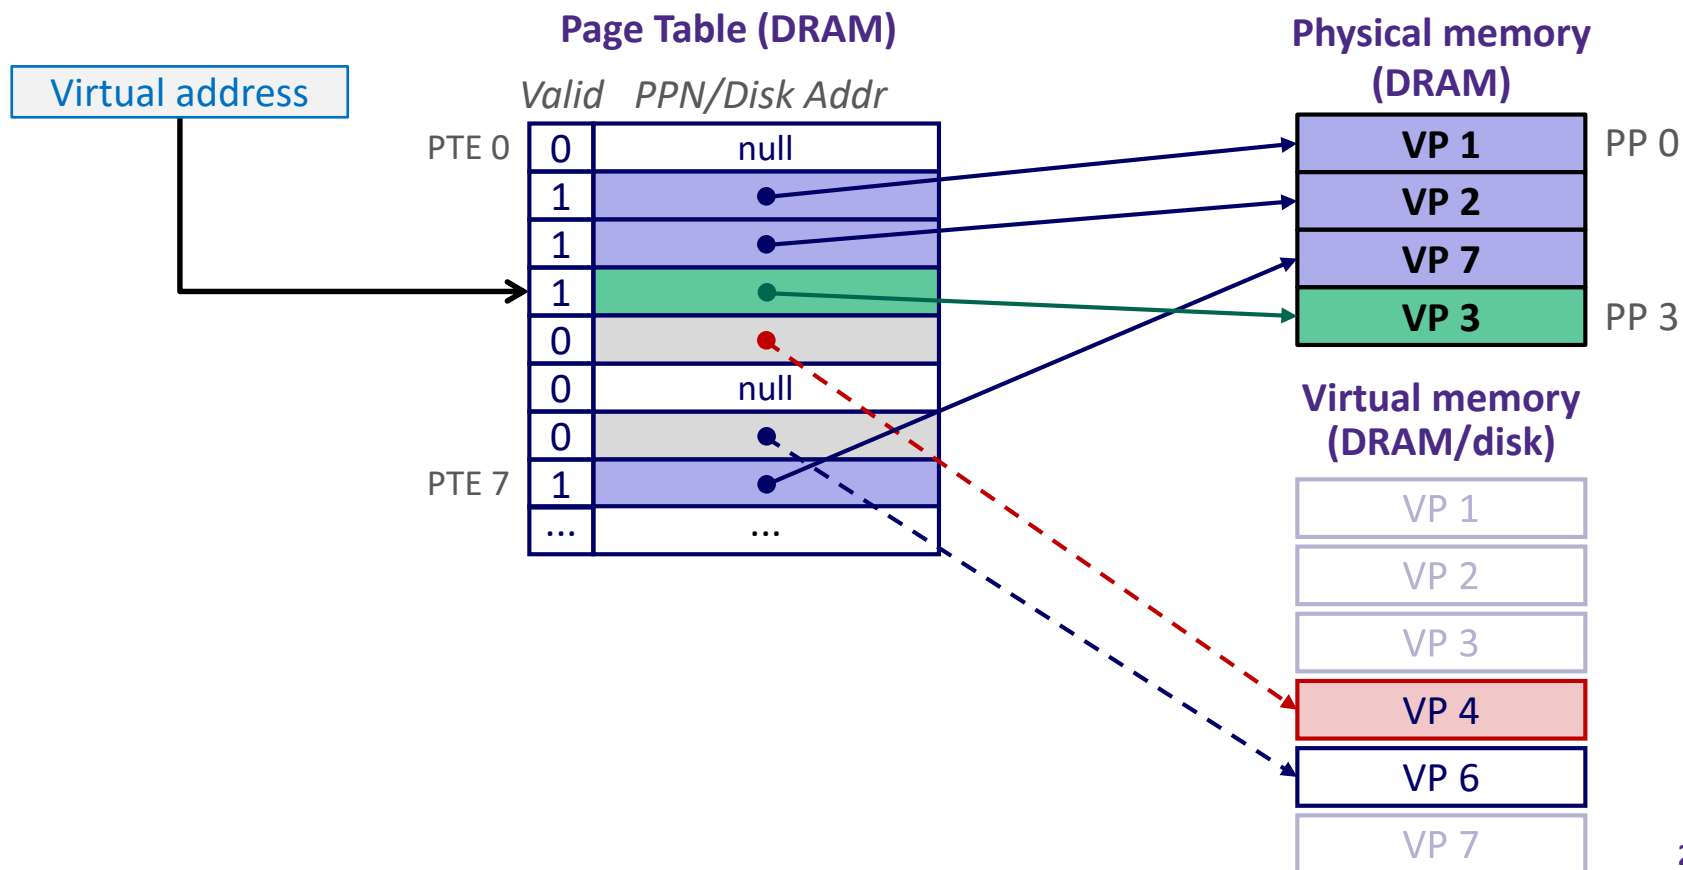 Page Table (DRAM)
Physical memory
(DRAM)
Virtual address
Valid PPN/Disk Addr
PTE 0 0 null
1
1
1
0
0 null
0
PTE 7 1
... ...
VP 1 PP 0
VP 2
VP 7
VP 3 PP 3
Virtual memory
(DRAM/disk)
VP 1
VP 2
VP 3
VP 4
VP 6
VP 7